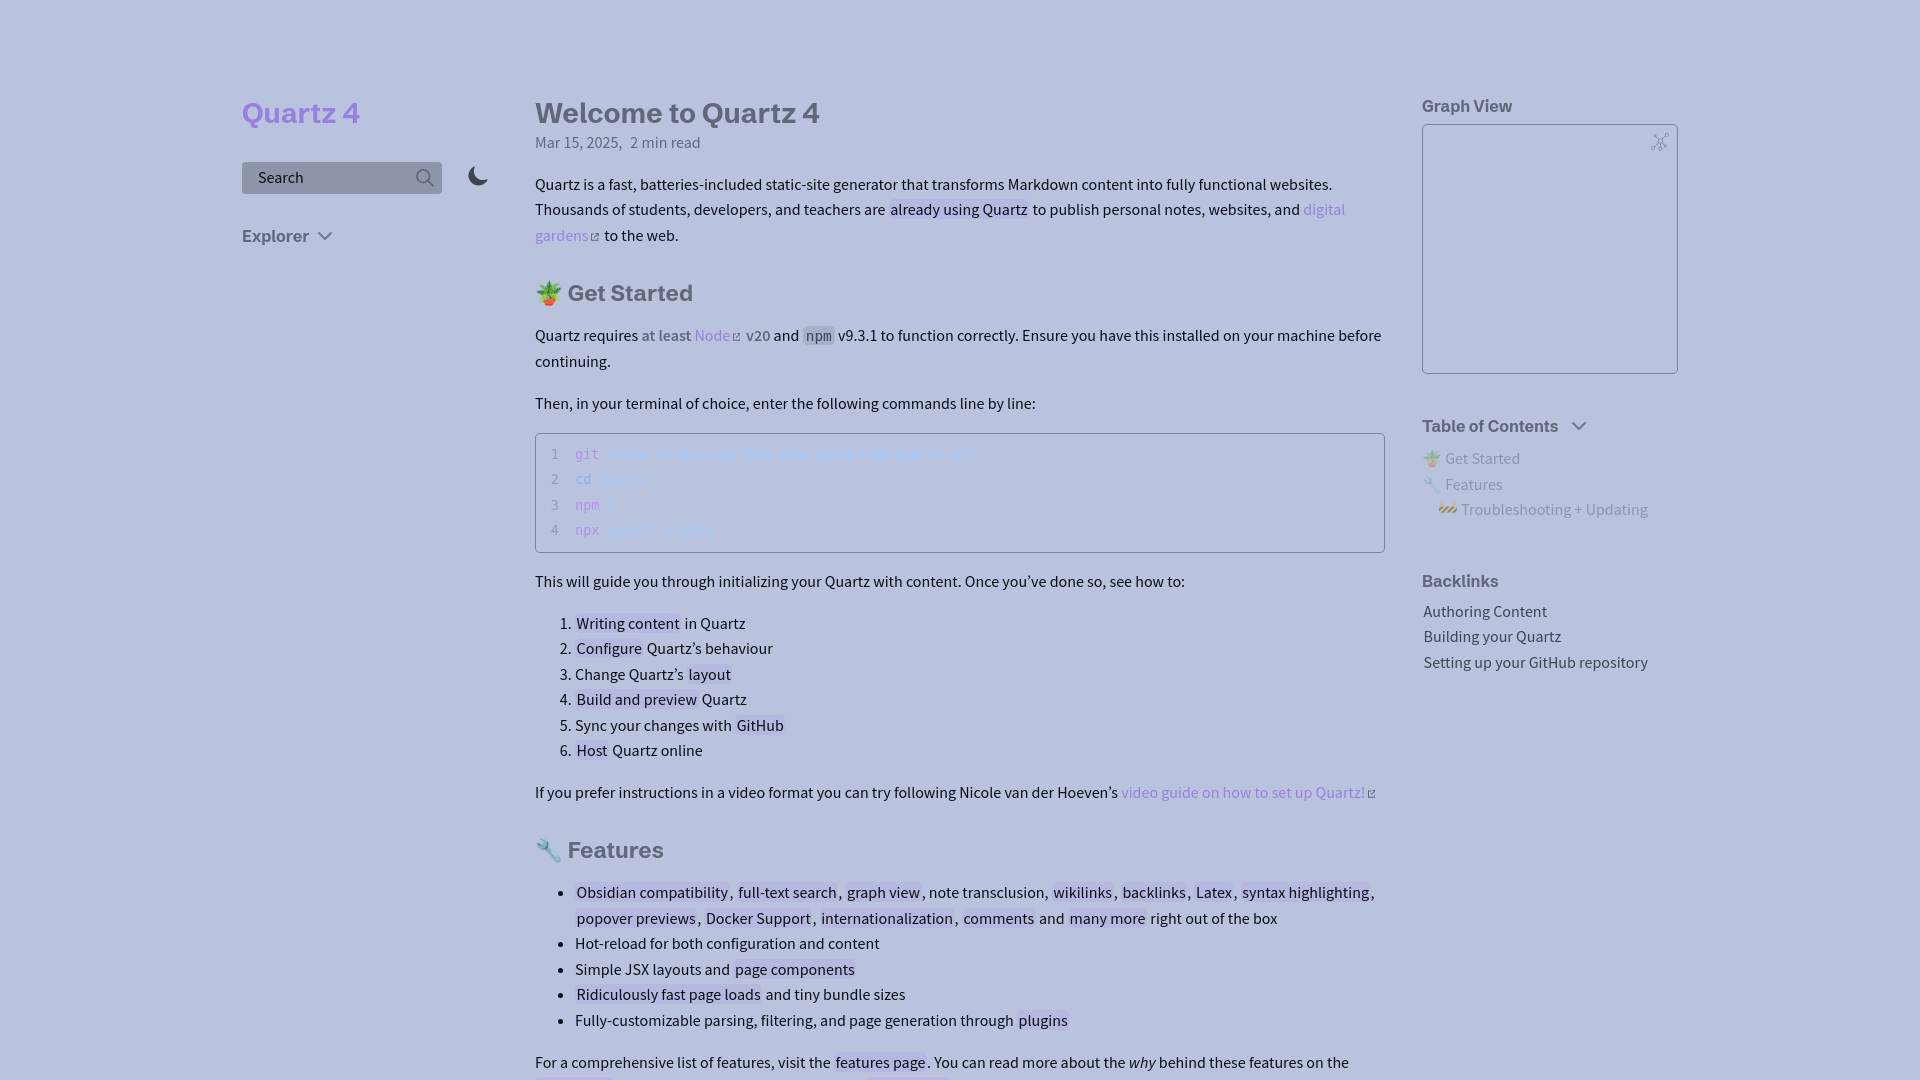 Quartz 4
Search
Explorer
Welcome to Quartz 4
Mar 15, 2025, 2 min read
Quartz is a fast, batteries-included static-site generator that transforms Markdown content into fully functional websites.
Thousands of students, developers, and teachers are already using Quartz to publish personal notes, websites, and digital
gardens to the web.
🪴 Get Started
Quartz requires at least Node v20 and npm v9.3.1 to function correctly. Ensure you have this installed on your machine before
continuing.
Then, in your terminal of choice, enter the following commands line by line:
1 git
2 cd
3 npm
4 npx
This will guide you through initializing your Quartz with content. Once you’ve done so, see how to:
1. Writing content in Quartz
2. Configure Quartz’s behaviour
3. Change Quartz’s layout
4. Build and preview Quartz
5. Sync your changes with GitHub
6. Host Quartz online
If you prefer instructions in a video format you can try following Nicole van der Hoeven’s video guide on how to set up Quartz!
🔧 Features
• Obsidian compatibility, full-text search, graph view, note transclusion, wikilinks, backlinks, Latex, syntax highlighting,
popover previews, Docker Support, internationalization, comments and many more right out of the box
• Hot-reload for both configuration and content
• Simple JSX layouts and page components
• Ridiculously fast page loads and tiny bundle sizes
• Fully-customizable parsing, filtering, and page generation through plugins
For a comprehensive list of features, visit the features page. You can read more about the why behind these features on the
Graph View
Table of Contents
🪴 Get Started
🔧 Features
🚧 Troubleshooting + Updating
Backlinks
Authoring Content
Building your Quartz
Setting up your GitHub repository